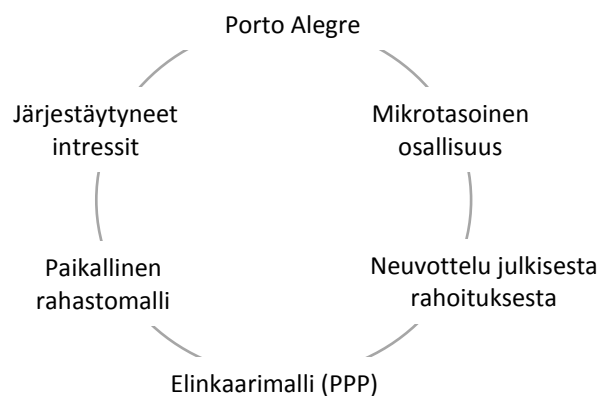 Porto Alegre
Järjestäytyneet
intressit
Mikrotasoinen
osallisuus
Paikallinen
rahastomalli
Neuvottelu julkisesta
rahoituksesta
Elinkaarimalli (PPP)